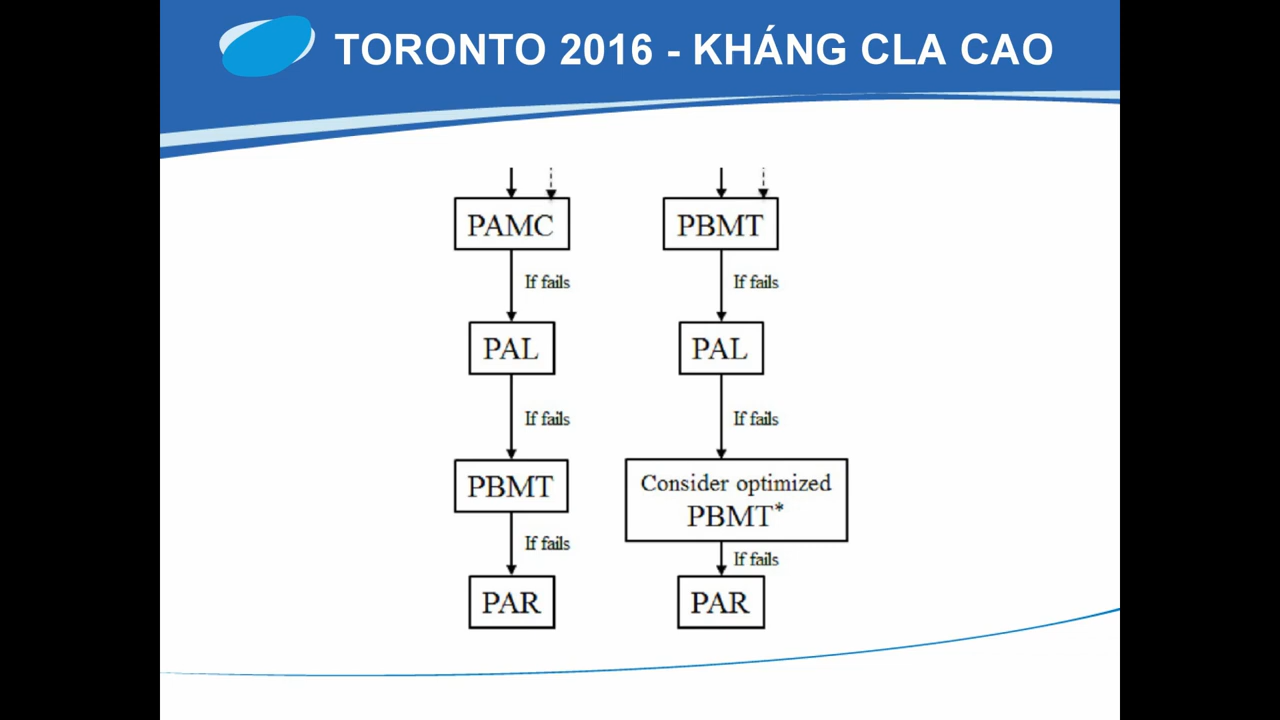 TORONTO 2016 - KHÁNG CLA CAO
PAMC
If fails
PAL
If fails
PBMT
If fails
PAR
PBMT
If fails
PAL
If fails
Consider optimized
PBMT*
If fails
PAR